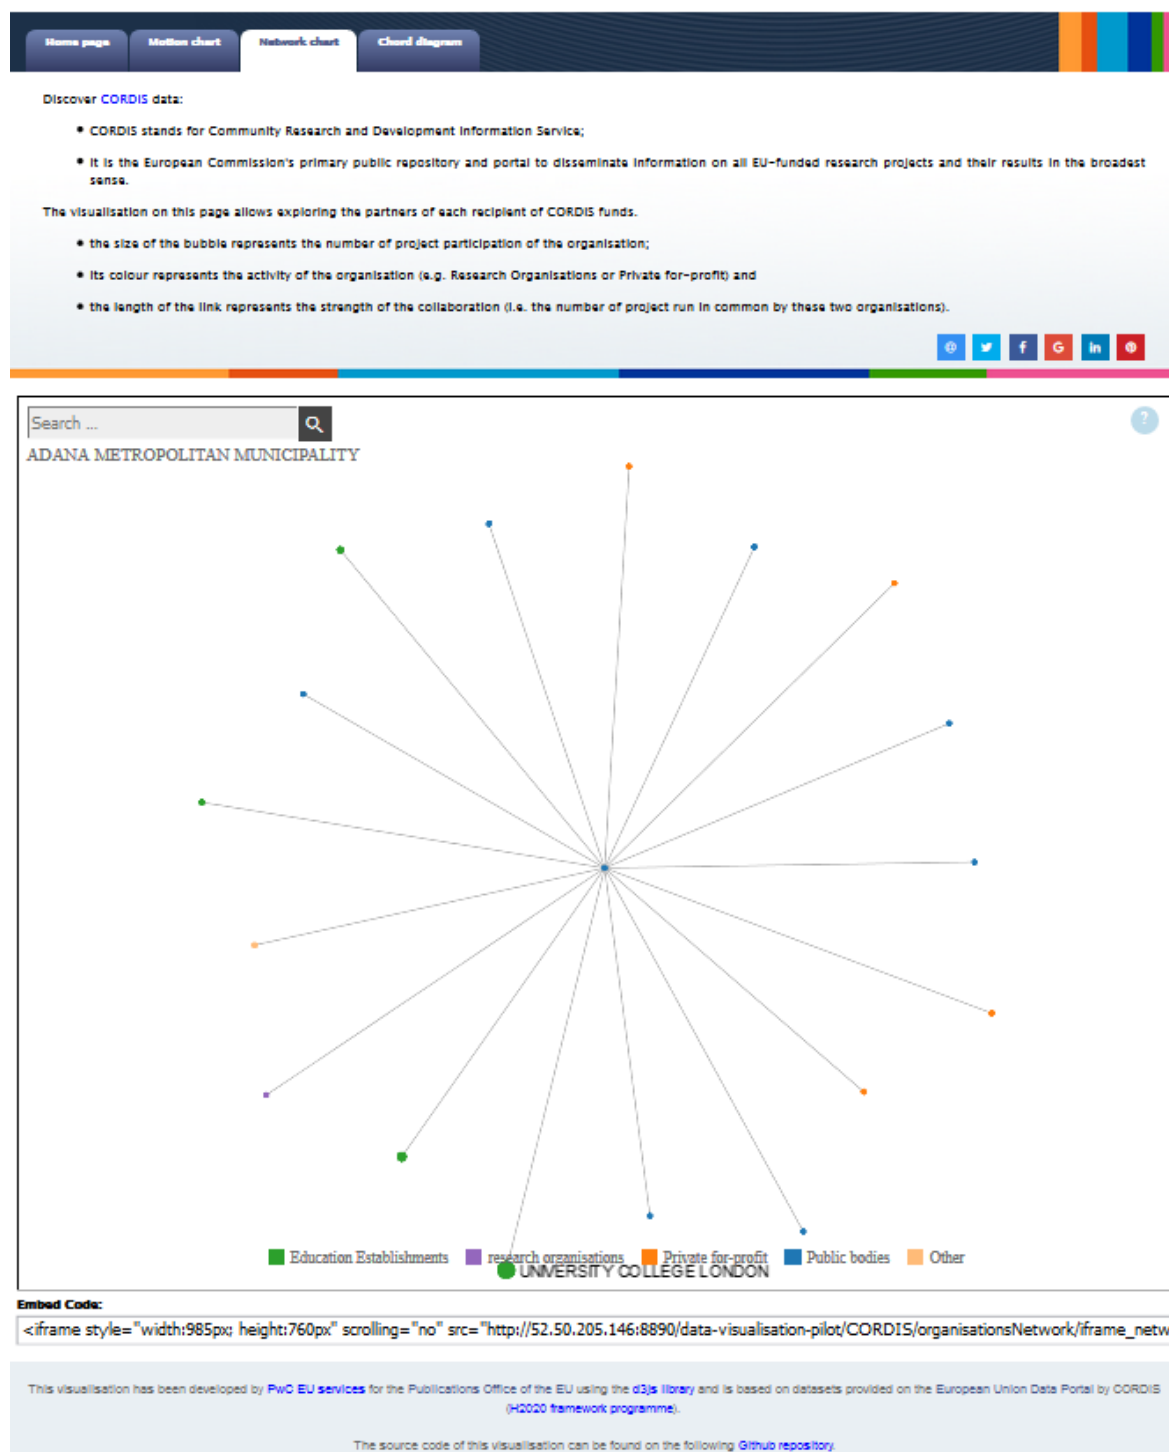 Home page Motion chart Network chart Chord diagram
Discover CORDIS data:
• CORDIS stands for Community Research and Development Information Service;
• It is the European Commission's primary public repository and portal to disseminate information on all EU-funded research projects and their results in the broadest
sense.
The visualisation on this page allows exploring the partners of each recipient of CORDIS funds.
• the size of the bubble represents the number of project participation of the organisation;
• its colour represents the activity of the organisation (e.g. Research Organisations or Private for-profit) and
• the length of the link represents the strength of the collaboration (i.e. the number of project run in common by these two organisations).
@ f G in
Search ... ?
ADANA METROPOLITAN MUNICIPALITY
Education Establishments research organisations Private for-profit Public bodies Other
UNIVERSITY COLLEGE LONDON
Embed Code:
<iframe style="width:985px; height:760px" scrolling="no" src="http://52.50.205.146:8890/data-visualisation-pilot/CORDIS/organisationsNetwork/iframe_netw
This visualisation has been developed by PwC EU services for the Publications Office of the EU using the d3js library and is based on datasets provided on the European Union Data Portal by CORDIS
(H2020 framework programme).
The source code of this visualisation can be found on the following Github repository.